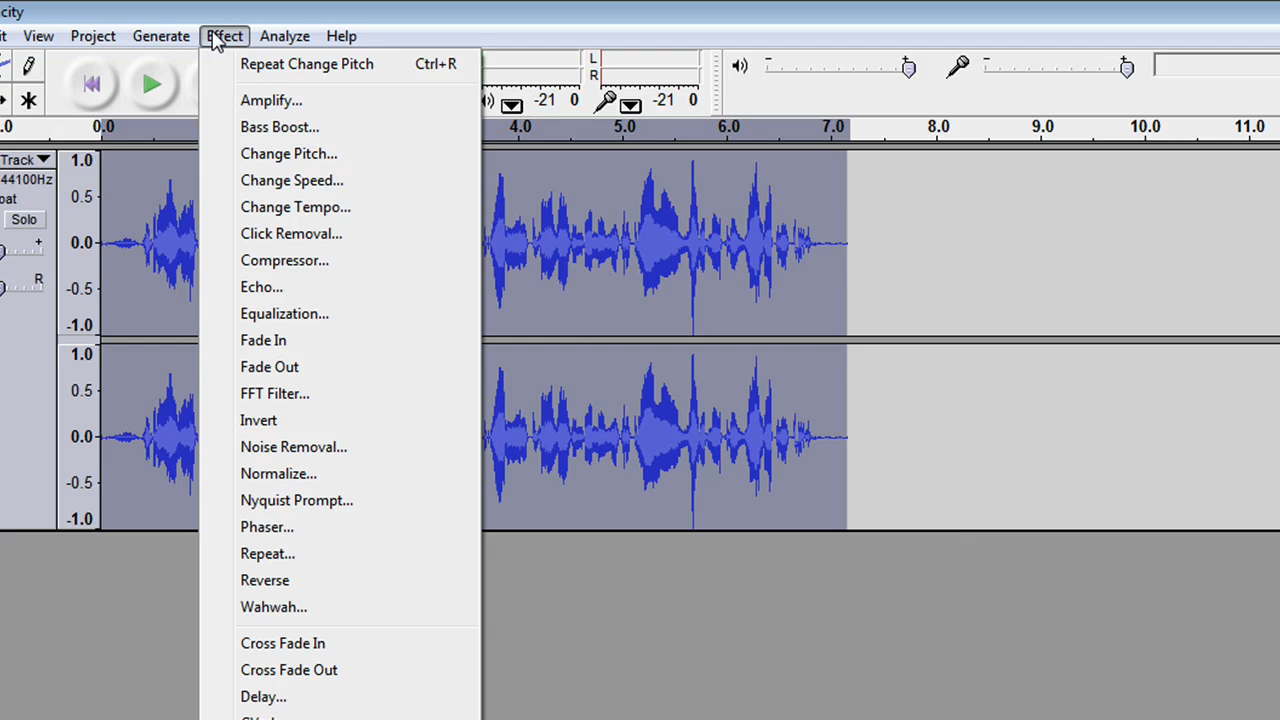 city
it View Project Generate Effect Analyze Help
Repeat Change Pitch Ctrl+R
Amplify...
Bass Boost...
Change Pitch...
Change Speed...
Change Tempo...
Click Removal...
Compressor...
Echo...
Equalization...
Fade In
Fade Out
FFT Filter...
Invert
Noise Removal...
Normalize...
Nyquist Prompt...
Phaser...
Repeat...
Reverse
Wahwah...
Cross Fade In
Cross Fade Out
Delay...
L
R
-21 0
L
R
-21 0
.0 0.0 4.0 5.0 6.0 7.0 8.0 9.0 10.0 11.0
Track
44100Hz
oat
Solo
- +
R
1.0
0.5
0.0
-0.5
-1.0
1.0
0.5
0.0
-0.5
-1.0